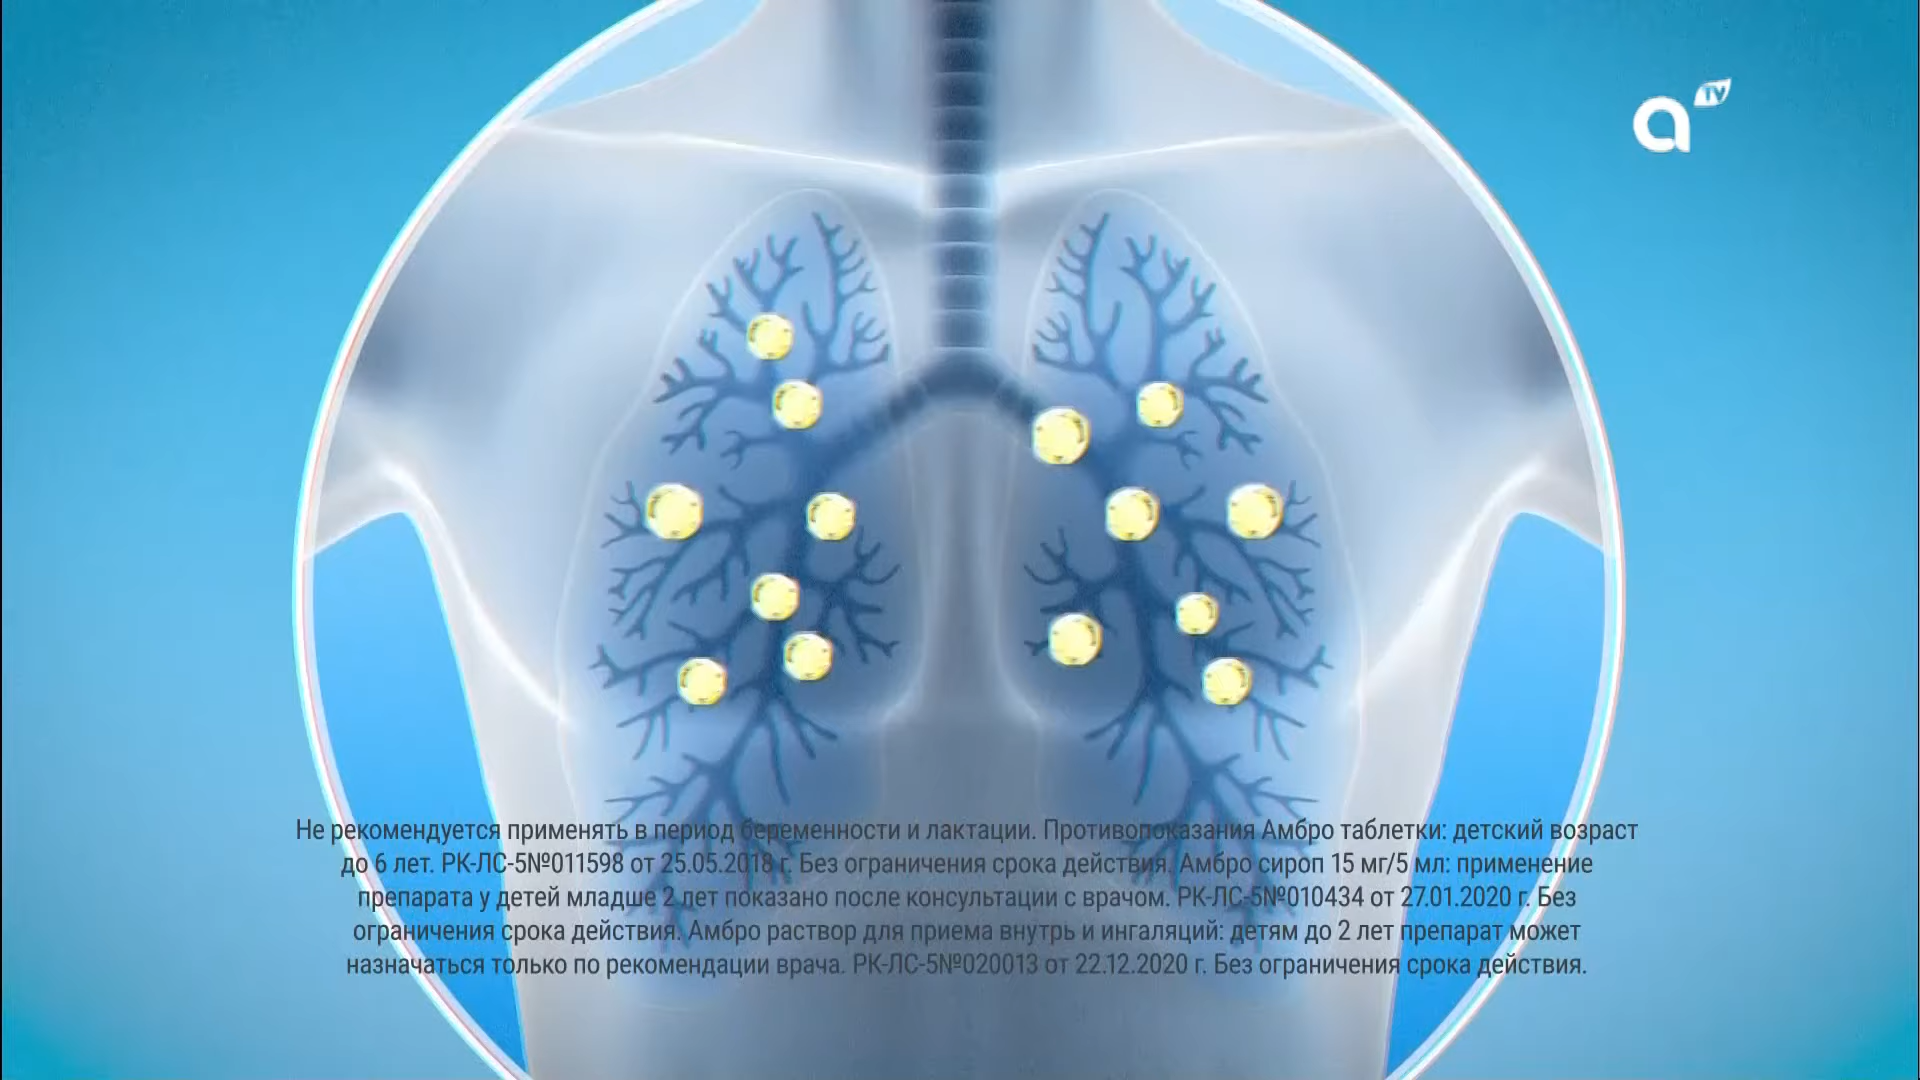 TV
a
Не рекомендуется применять в период беременности и лактации. Противопоказания Амбро таблетки: детский возраст
до 6 лет. РК-ЛС-5№011598 от 25.05.2018 г. Без ограничения срока действия. Амбро сироп 15 мг/5 мл: применение
препарата у детей младше 2 лет показано после консультации с врачом. РК-ЛС-5№010434 от 27.01.2020 г. Без
ограничения срока действия. Амбро раствор для приема внутрь и ингаляций: детям до 2 лет препарат может
назначаться только по рекомендации врача. РК-ЛС-5№020013 от 22.12.2020 г. Без ограничения срока действия.